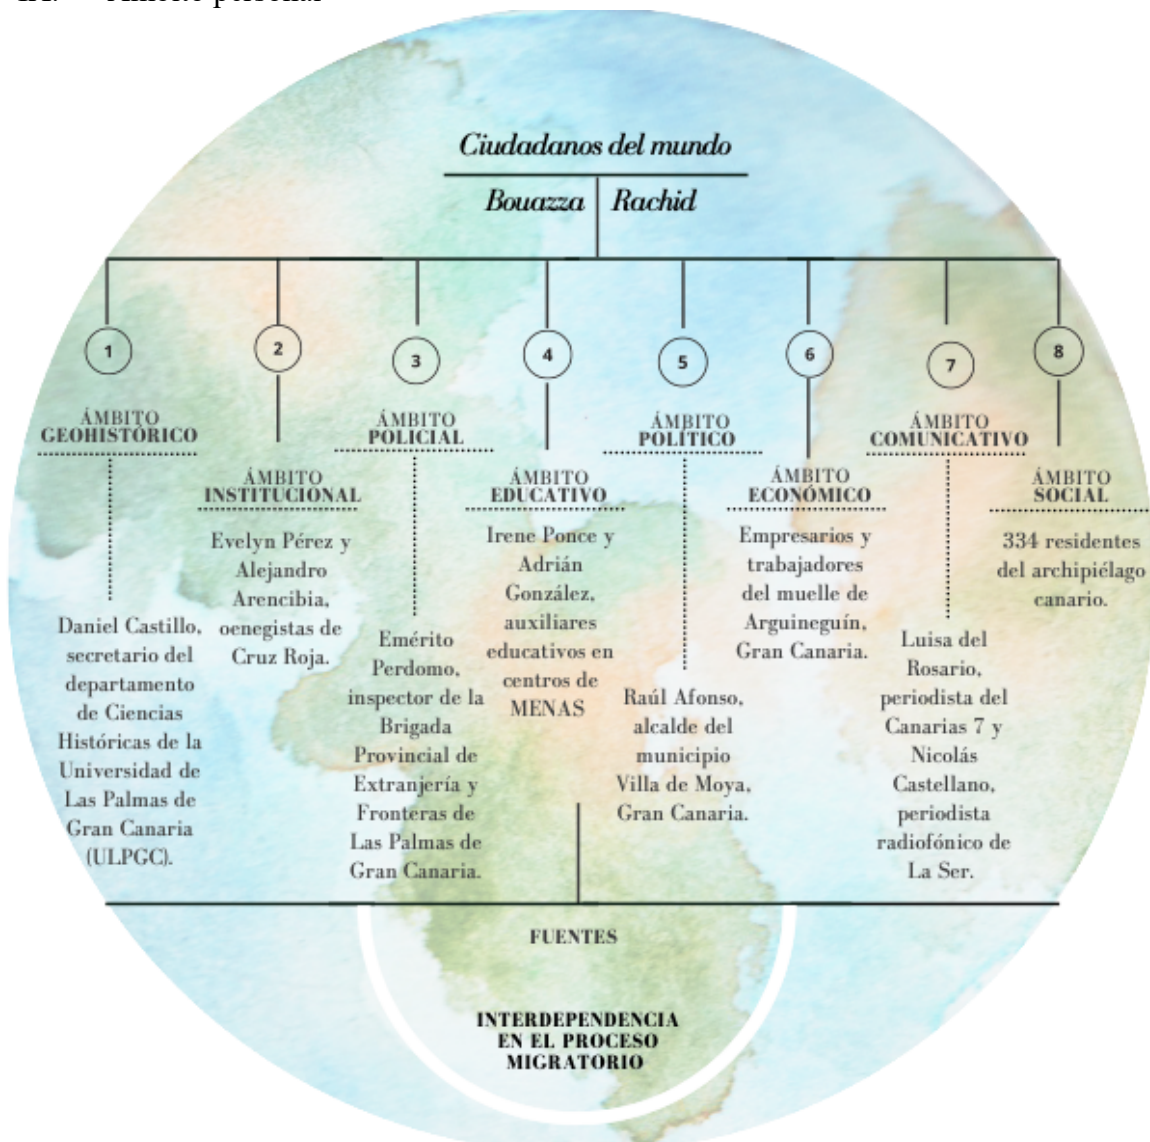 Ciudadanos del mundo
Bouazza
Rachid
1
2
3
4
5
6
7
8
ÁMBITO
GEOHISTÓRICO
Daniel Castillo,
secretario del
departamento
de Ciencias
Históricas de la
Universidad de
Las Palmas de
Gran Canaria
(ULPGC).
ÁMBITO
INSTITUCIONAL
Evelyn Pérez y
Alejandro
Arencibia,
oenegistas de
Cruz Roja.
ÁMBITO
POLICIAL
Emérito
Perdomo,
inspector de la
Brigada
Provincial de
Extranjería y
Fronteras de
Las Palmas de
Gran Canaria.
ÁMBITO
EDUCATIVO
Irene Ponce y
Adrián
González,
auxiliares
educativos en
centros de
MENAS
ÁMBITO
POLÍTICO
Raúl Afonso,
alcalde del
municipio
Villa de Moya,
Gran Canaria.
ÁMBITO
ECONÓMICO
Empresarios y
trabajadores
del muelle de
Arguineguín,
Gran Canaria.
ÁMBITO
COMUNICATIVO
Luisa del
Rosario,
periodista del
Canarias 7 y
Nicolás
Castellano,
periodista
radiofónico de
La Ser.
ÁMBITO
SOCIAL
334 residentes
del archipiélago
canario.
FUENTES
INTERDEPENDENCIA
EN EL PROCESO
MIGRATORIO